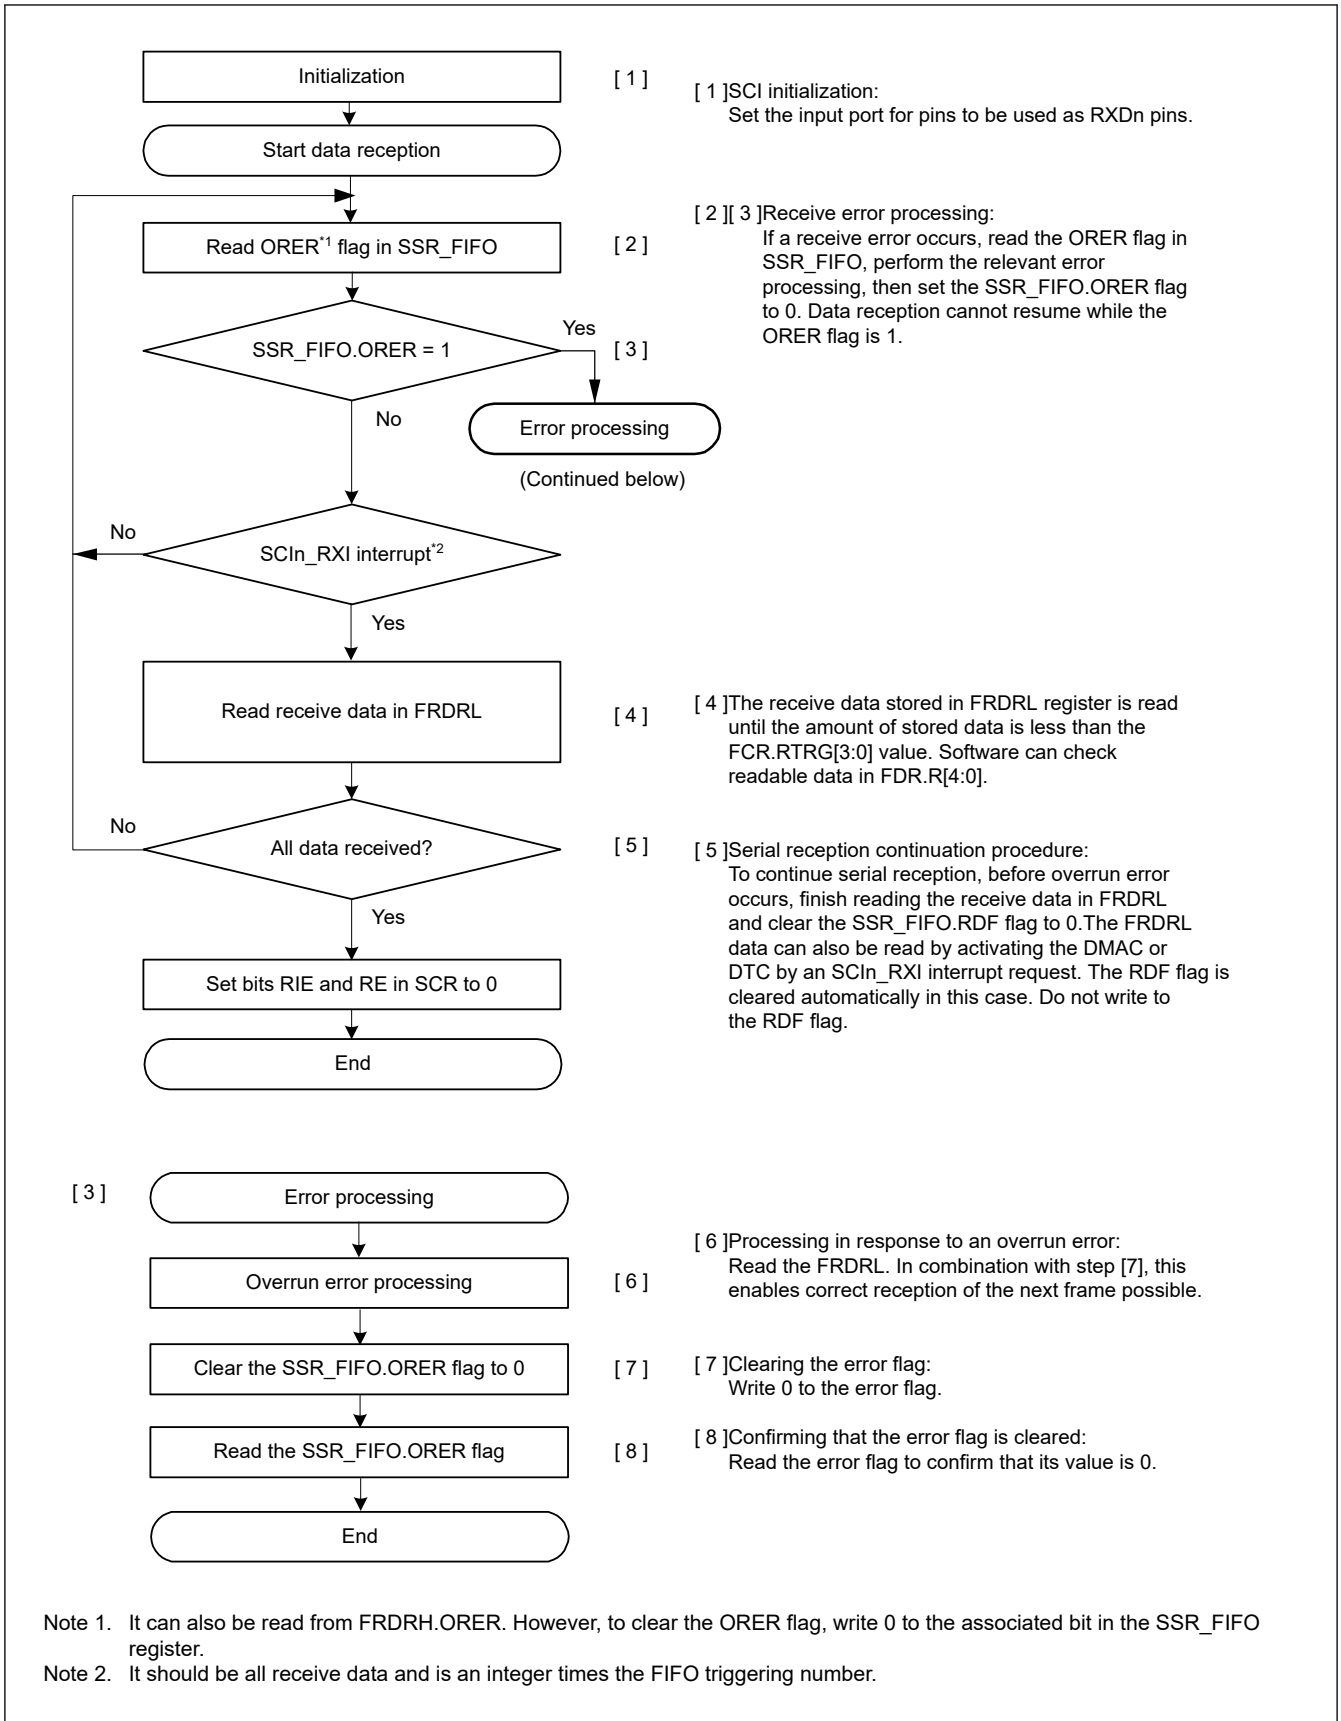 Initialization
[ 1 ]
[ 1 ]SCI initialization:
Set the input port for pins to be used as RXDn pins.
Start data reception
Read ORER*1 flag in SSR_FIFO
[ 2 ]
[ 2 ][ 3 ]Receive error processing:
If a receive error occurs, read the ORER flag in
SSR_FIFO, perform the relevant error
processing, then set the SSR_FIFO.ORER flag
to 0. Data reception cannot resume while the
ORER flag is 1.
SSR_FIFO.ORER = 1
Yes
[ 3 ]
No
Error processing
(Continued below)
No
SCIn_RXI interrupt*2
Yes
Read receive data in FRDRL
[ 4 ]
[ 4 ]The receive data stored in FRDRL register is read
until the amount of stored data is less than the
FCR.RTRG[3:0] value. Software can check
readable data in FDR.R[4:0].
No
All data received?
[ 5 ]
[ 5 ]Serial reception continuation procedure:
To continue serial reception, before overrun error
occurs, finish reading the receive data in FRDRL
and clear the SSR_FIFO.RDF flag to 0.The FRDRL
data can also be read by activating the DMAC or
DTC by an SCIn_RXI interrupt request. The RDF flag is
cleared automatically in this case. Do not write to
the RDF flag.
Yes
Set bits RIE and RE in SCR to 0
End
[ 3 ]
Error processing
Overrun error processing
[ 6 ]
[ 6 ]Processing in response to an overrun error:
Read the FRDRL. In combination with step [7], this
enables correct reception of the next frame possible.
Clear the SSR_FIFO.ORER flag to 0
[ 7 ]
[ 7 ]Clearing the error flag:
Write 0 to the error flag.
Read the SSR_FIFO.ORER flag
[ 8 ]
[ 8 ]Confirming that the error flag is cleared:
Read the error flag to confirm that its value is 0.
End
Note 1. It can also be read from FRDRH.ORER. However, to clear the ORER flag, write 0 to the associated bit in the SSR_FIFO
register.
Note 2. It should be all receive data and is an integer times the FIFO triggering number.